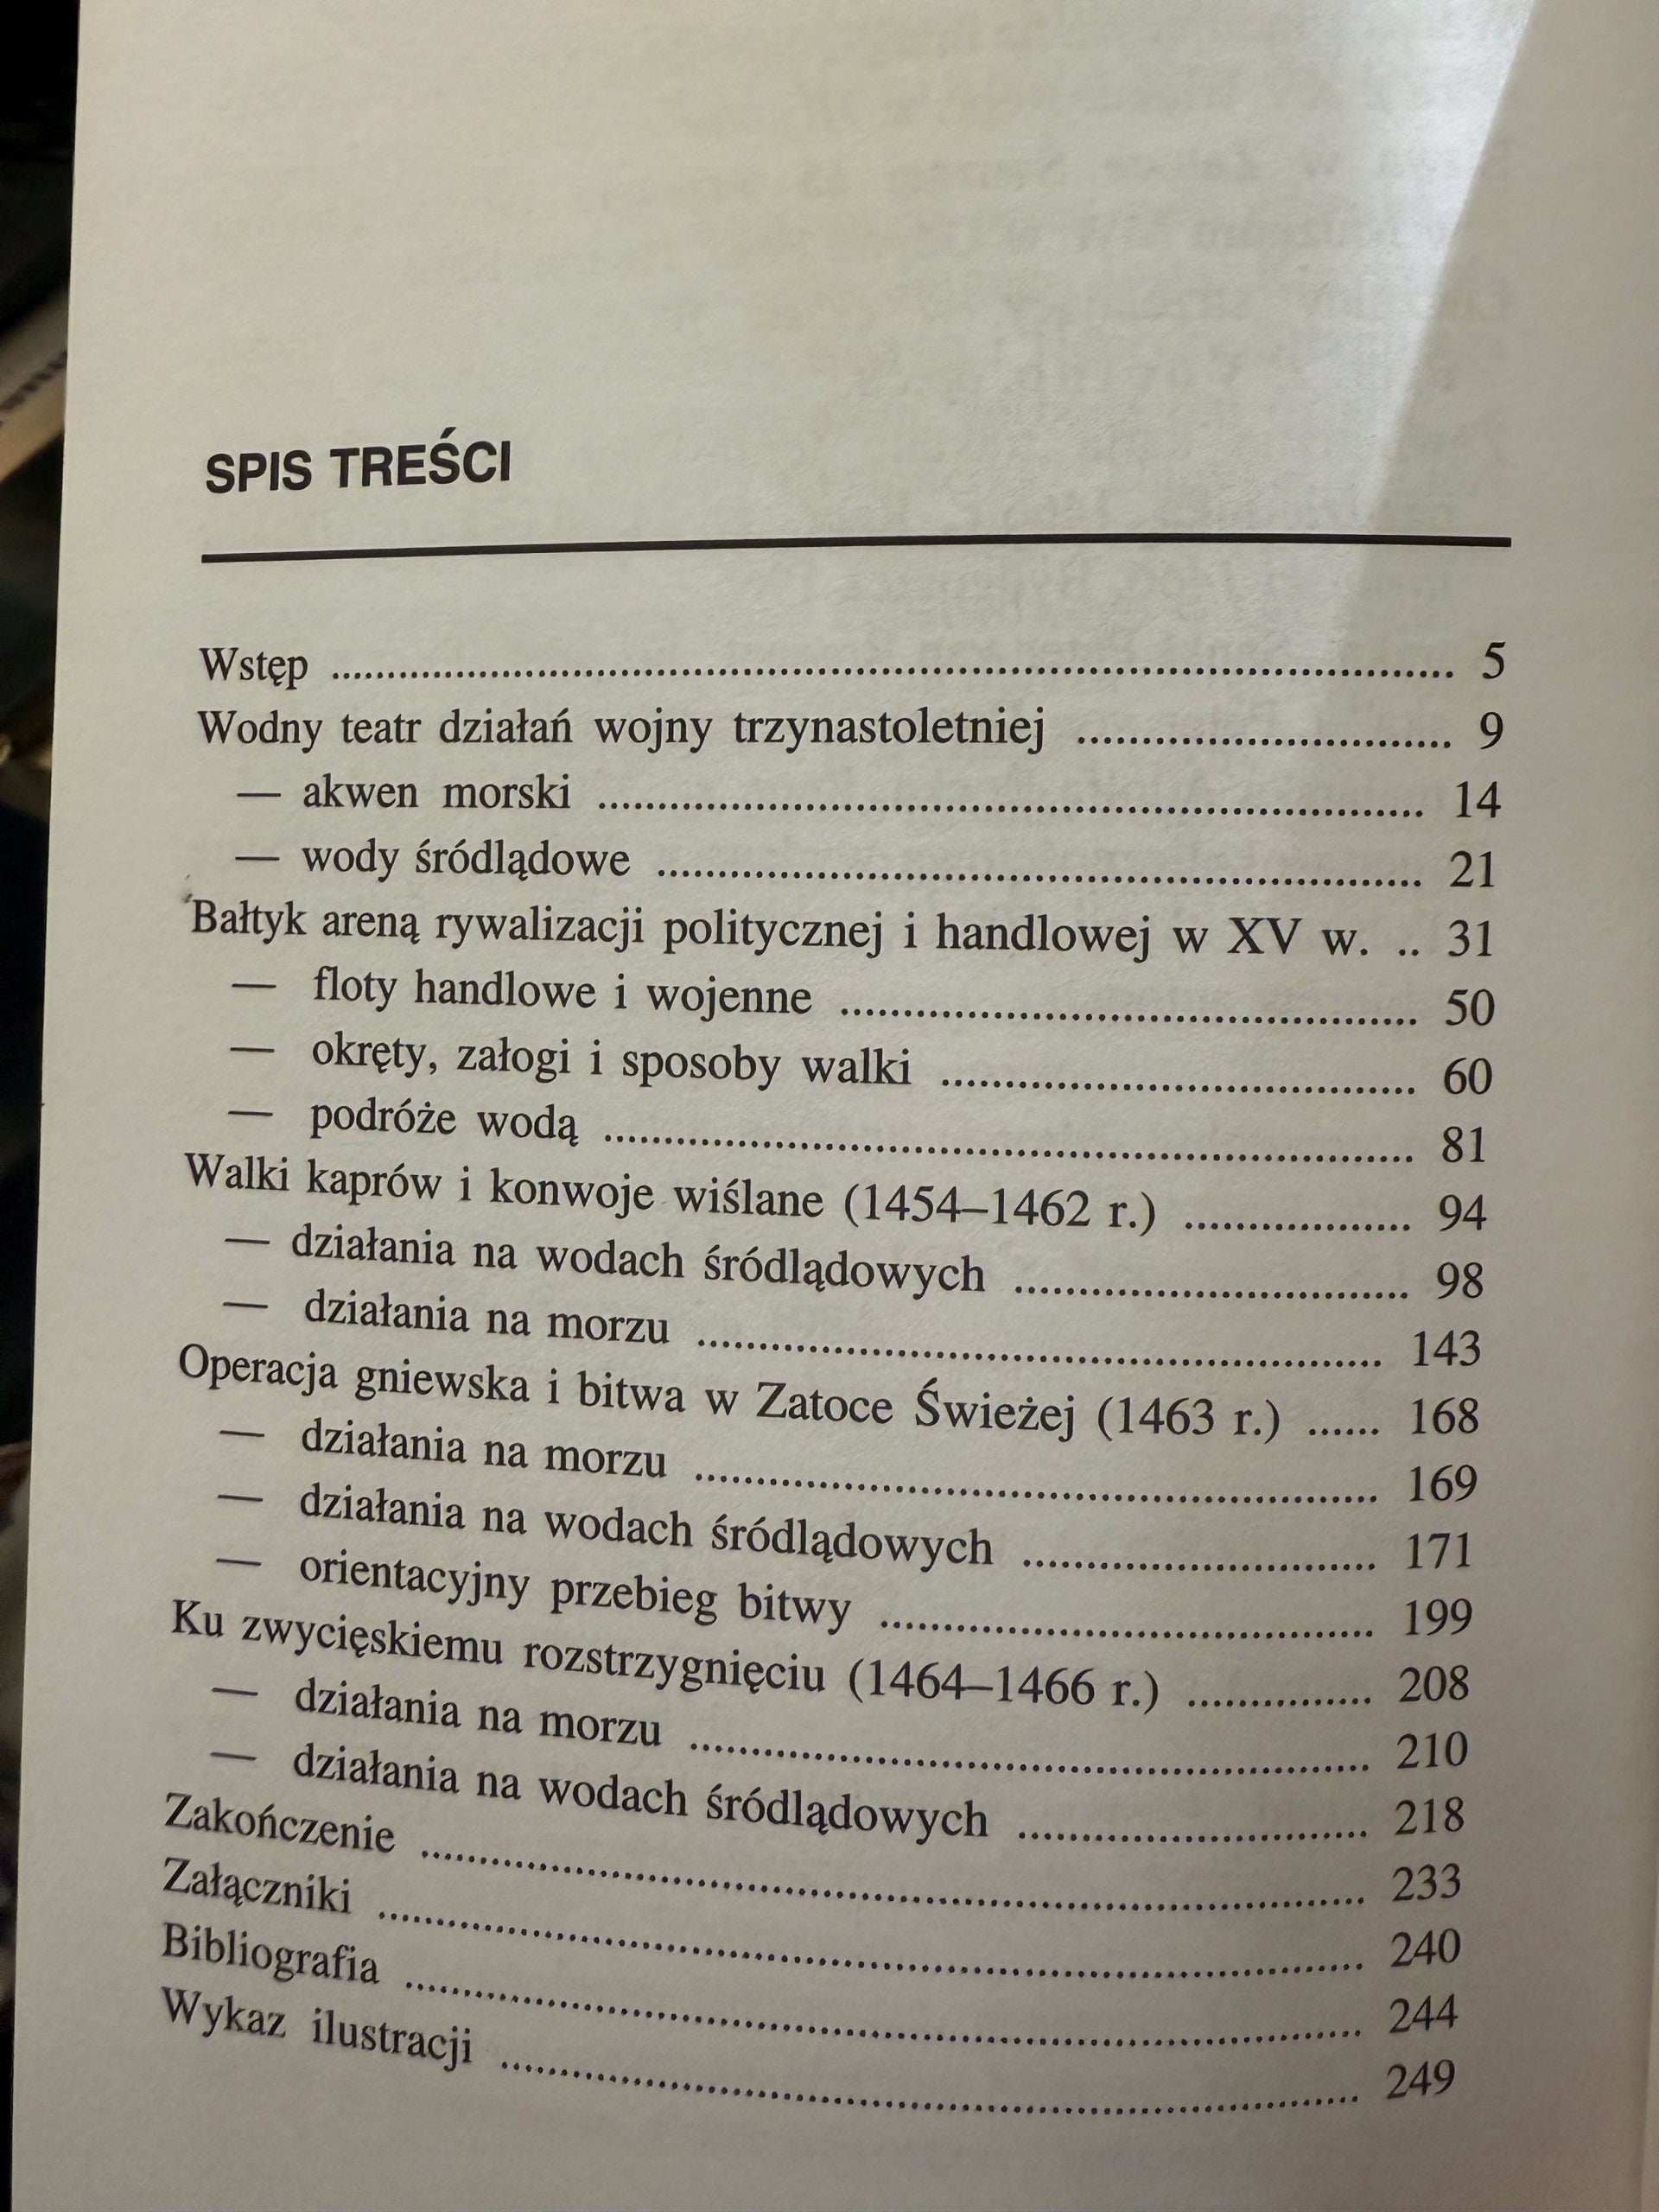 SPIS TREŚCI
Wstęp ........................................ 5
Wodny teatr działań wojny trzynastoletniej .............................. 9
— akwen morski ........................................ 14
— wody śródlądowe ........................................ 21
Bałtyk areną rywalizacji politycznej i handlowej w XV w. .. 31
— floty handlowe i wojenne ........................................ 50
— okręty, załogi i sposoby walki ........................................ 60
— podróże wodą ........................................ 81
Walki kaprów i konwoje wiślane (1454–1462 r.) .................. 94
— działania na wodach śródlądowych .............................. 98
— działania na morzu ........................................ 143
Operacja gniewska i bitwa w Zatoce Świeżej (1463 r.) ...... 168
— działania na morzu ........................................ 169
— działania na wodach śródlądowych .............................. 171
— orientacyjny przebieg bitwy ........................................ 199
Ku zwycięskiemu rozstrzygnięciu (1464–1466 r.) ............... 208
— działania na morzu ........................................ 210
— działania na wodach śródlądowych .............................. 218
Zakończenie ........................................ 233
Załączniki ........................................ 240
Bibliografia ........................................ 244
Wykaz ilustracji ........................................ 249